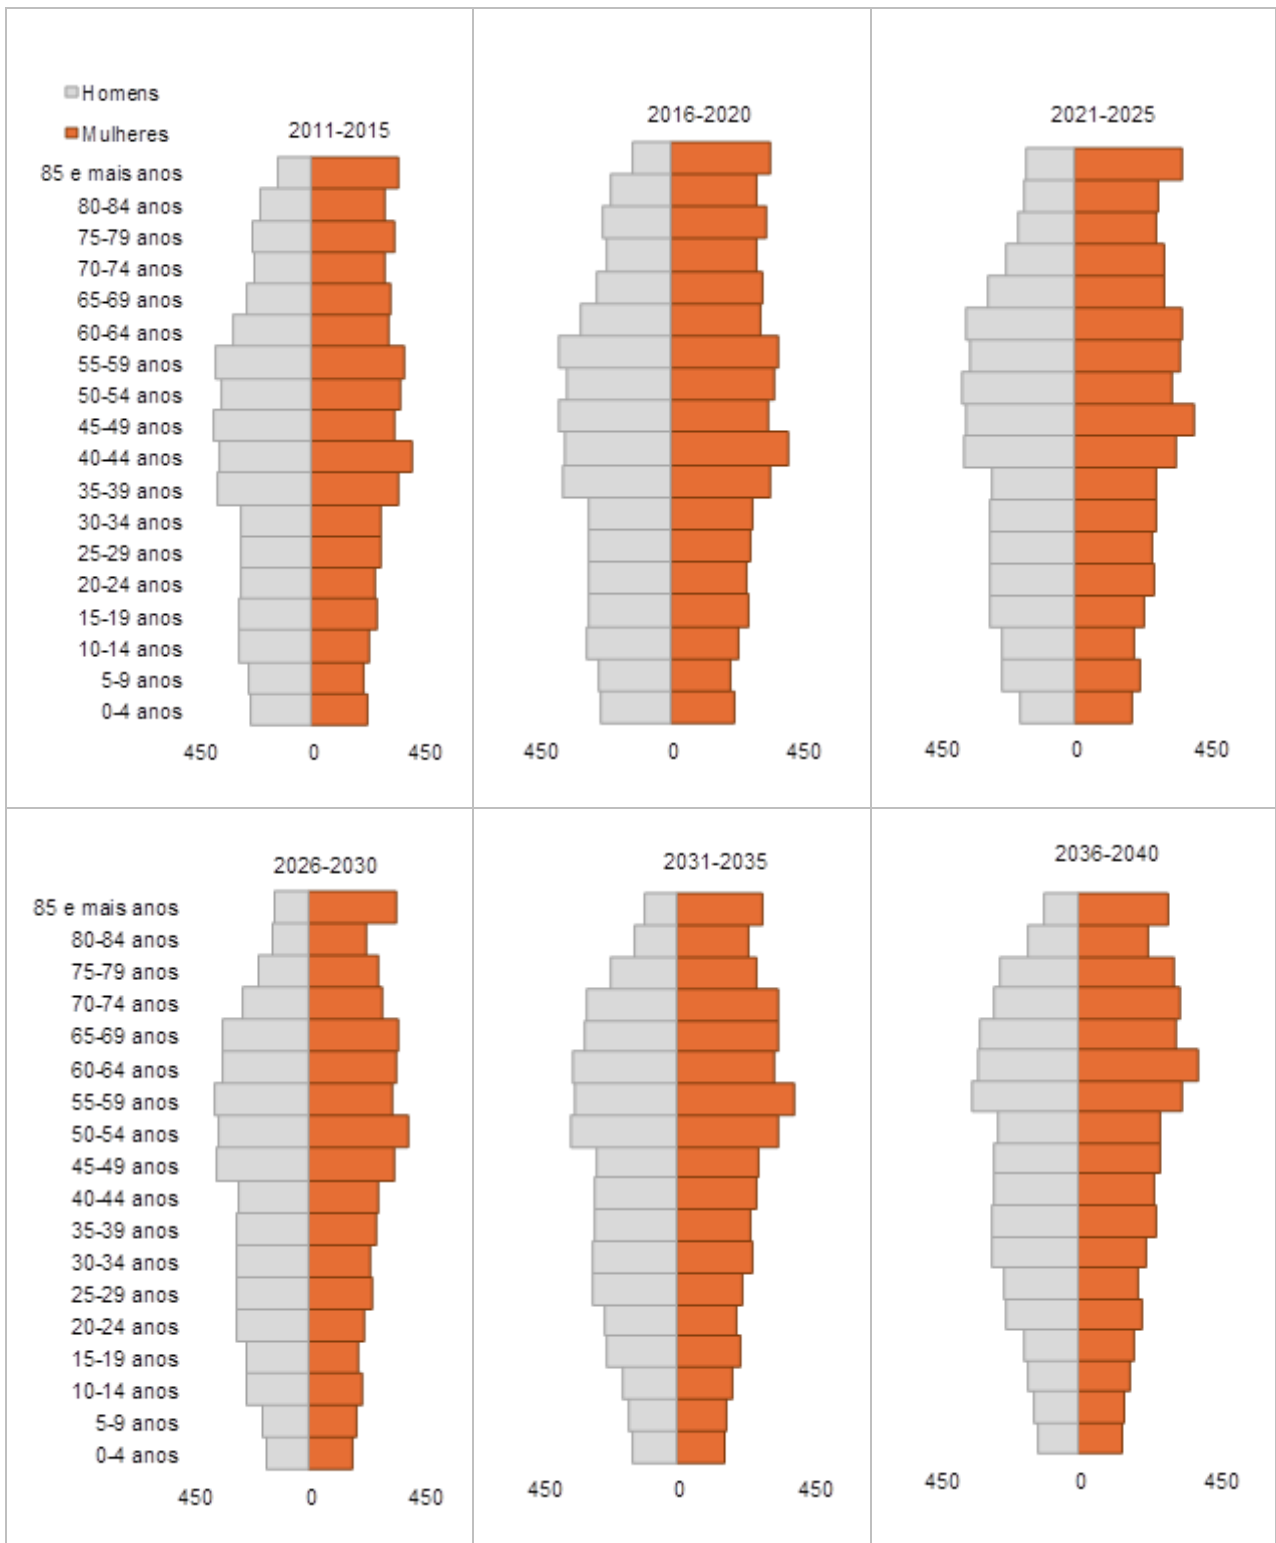 Homens
Mulheres
2011-2015
85 e mais anos
80-84 anos
75-79 anos
70-74 anos
65-69 anos
60-64 anos
55-59 anos
50-54 anos
45-49 anos
40-44 anos
35-39 anos
30-34 anos
25-29 anos
20-24 anos
15-19 anos
10-14 anos
5-9 anos
0-4 anos
450 0 450
2016-2020
450 0 450
2021-2025
450 0 450
2026-2030
85 e mais anos
80-84 anos
75-79 anos
70-74 anos
65-69 anos
60-64 anos
55-59 anos
50-54 anos
45-49 anos
40-44 anos
35-39 anos
30-34 anos
25-29 anos
20-24 anos
15-19 anos
10-14 anos
5-9 anos
0-4 anos
450 0 450
2031-2035
450 0 450
2036-2040
450 0 450